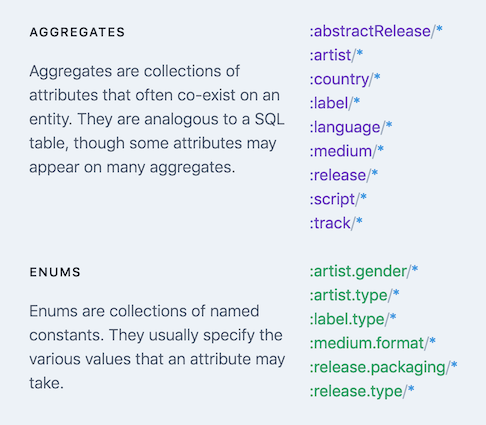 AGGREGATES
Aggregates are collections of
attributes that often co-exist on an
entity. They are analogous to a SQL
table, though some attributes may
appear on many aggregates.
:abstractRelease/*
:artist/*
:country/*
:label/*
:language/*
:medium/*
:release/*
:script/*
:track/*
ENUMS
Enums are collections of named
constants. They usually specify the
various values that an attribute may
take.
:artist.gender/*
:artist.type/*
:label.type/*
:medium.format/*
:release.packaging/*
:release.type/*